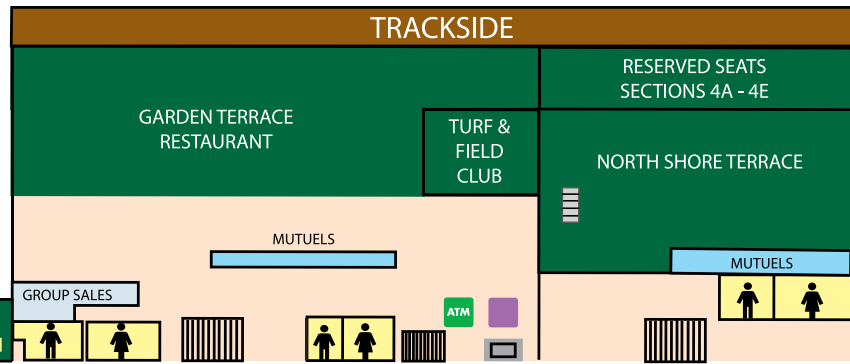 TRACKSIDE
GARDEN TERRACE
RESTAURANT
TURF &
FIELD
CLUB
RESERVED SEATS
SECTIONS 4A - 4E
NORTH SHORE TERRACE
MUTUELS
MUTUELS
GROUP SALES
ATM